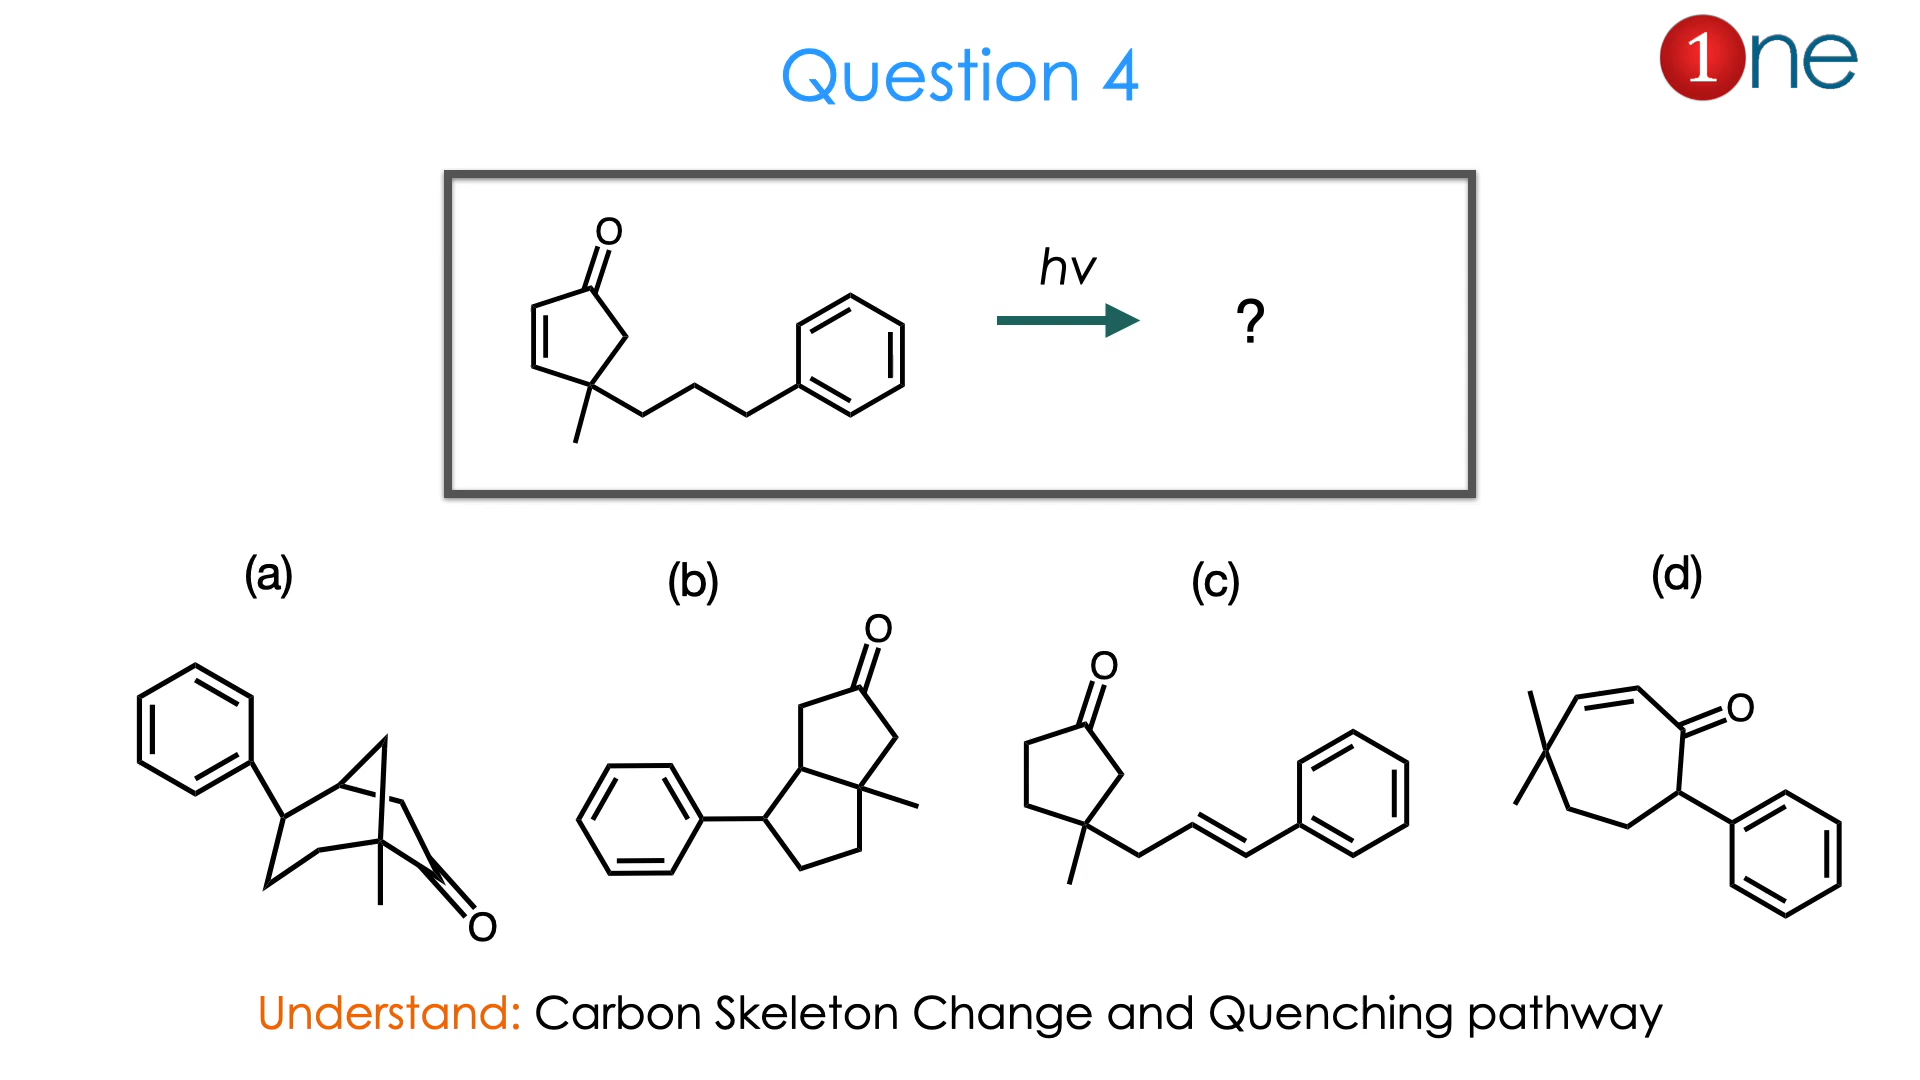 Question 4
1ne
O
hv
?
(a)
(b)
(c)
(d)
O
O
O
O
Understand: Carbon Skeleton Change and Quenching pathway